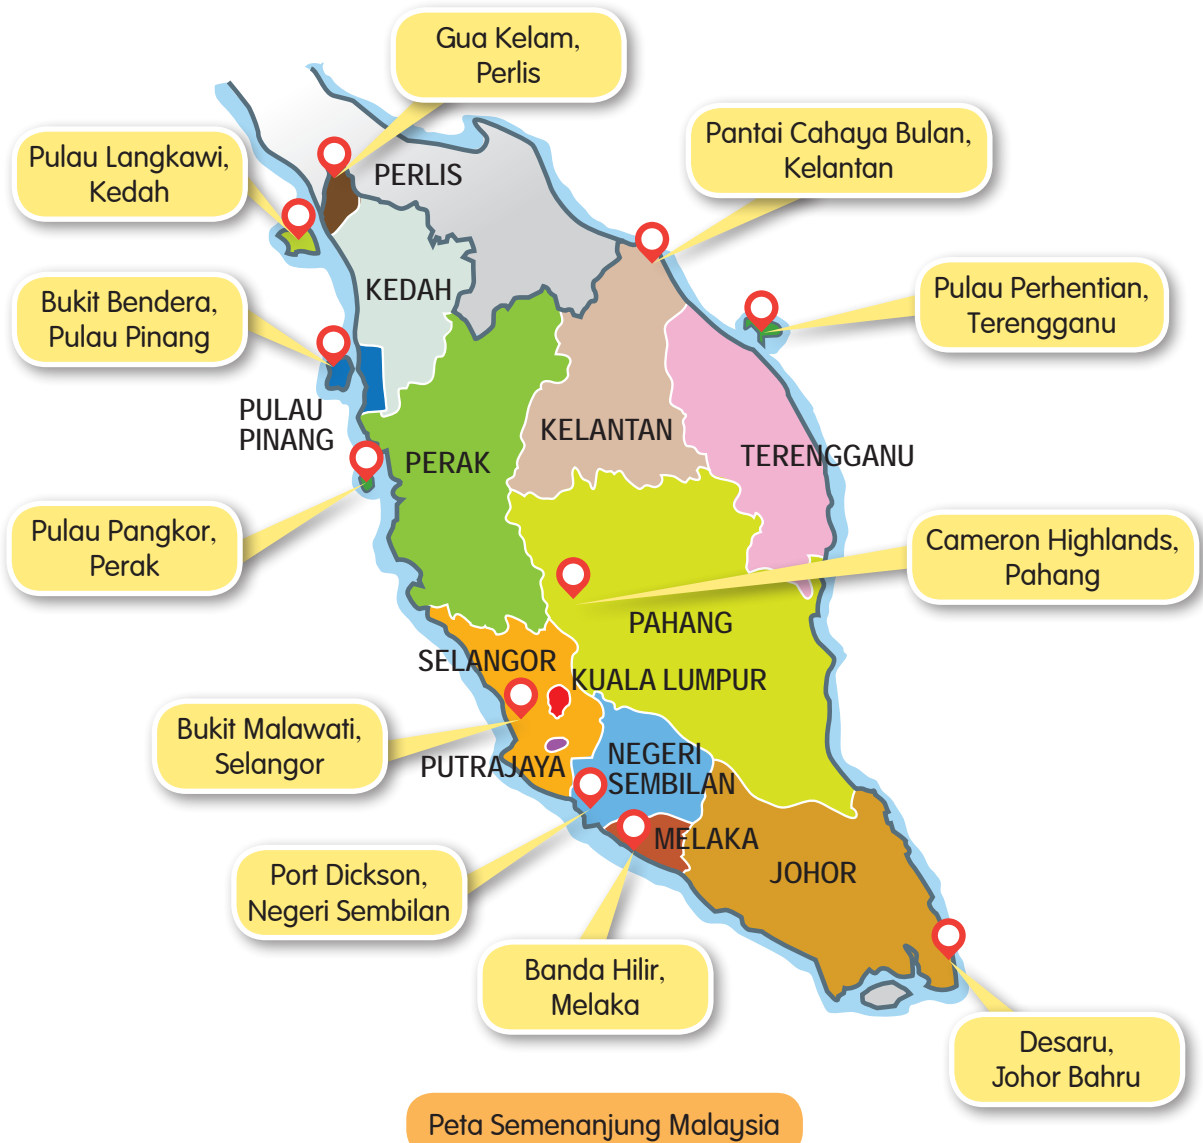 Gua Kelam,
Perlis
Pulau Langkawi,
Kedah
Pantai Cahaya Bulan,
Kelantan
PERLIS
Bukit Bendera,
Pulau Pinang
KEDAH
Pulau Perhentian,
Terengganu
PULAU
PINANG
PERAK
KELANTAN
TERENGGANU
Pulau Pangkor,
Perak
Cameron Highlands,
Pahang
PAHANG
SELANGOR
KUALA LUMPUR
Bukit Malawati,
Selangor
PUTRAJAYA
NEGERI
SEMBILAN
MELAKA
JOHOR
Port Dickson,
Negeri Sembilan
Banda Hilir,
Melaka
Desaru,
Johor Bahru
Peta Semenanjung Malaysia